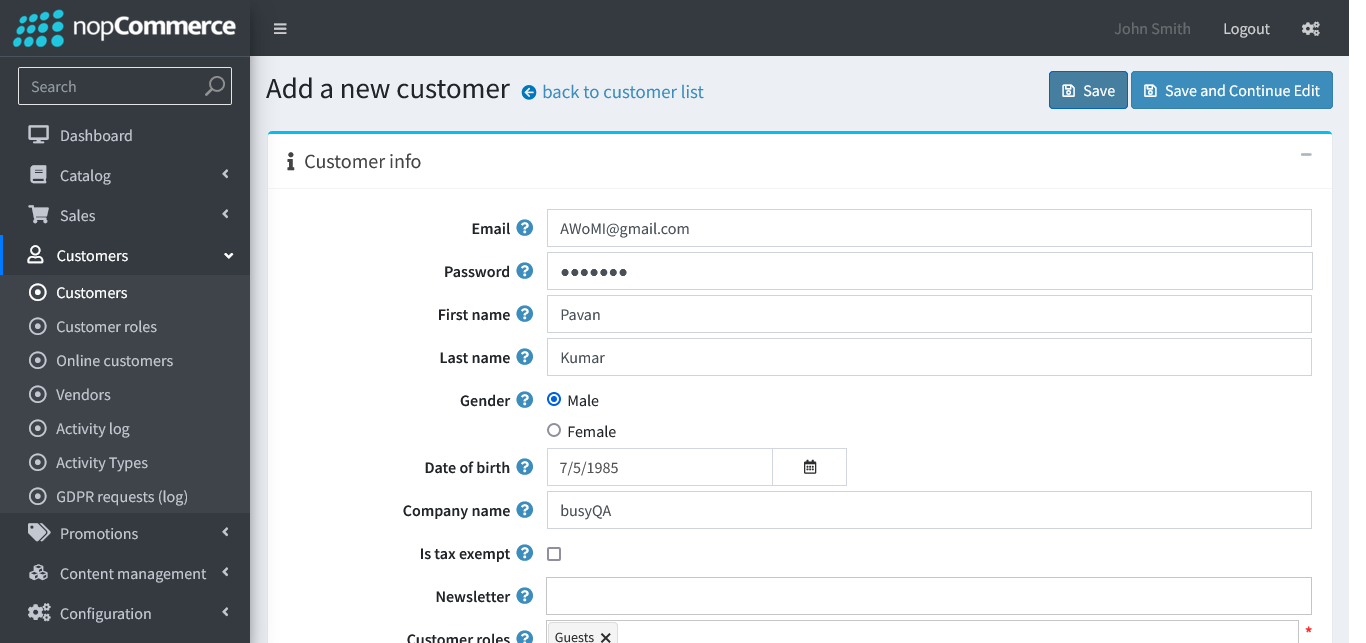 nopCommerce
John Smith
Logout
Search
Add a new customer
back to customer list
Save
Save and Continue Edit
Dashboard
Catalog
Sales
Customers
Customers
Customer roles
Online customers
Vendors
Activity log
Activity Types
GDPR requests (log)
Promotions
Content management
Configuration
Customer info
Email ? AWoMI@gmail.com
Password ? •••••••
First name ? Pavan
Last name ? Kumar
Gender ? Male
Female
Date of birth ? 7/5/1985
Company name ? busyQA
Is tax exempt ?
Newsletter ?
Customer roles ? Guests *